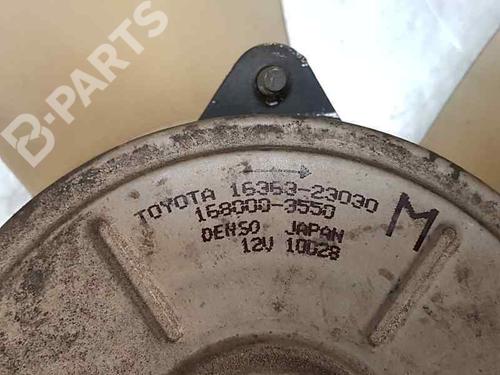 B-PARTS
TOYOTA 16363-23030
168000-3550
DENSO JAPAN
12V 10D28
M